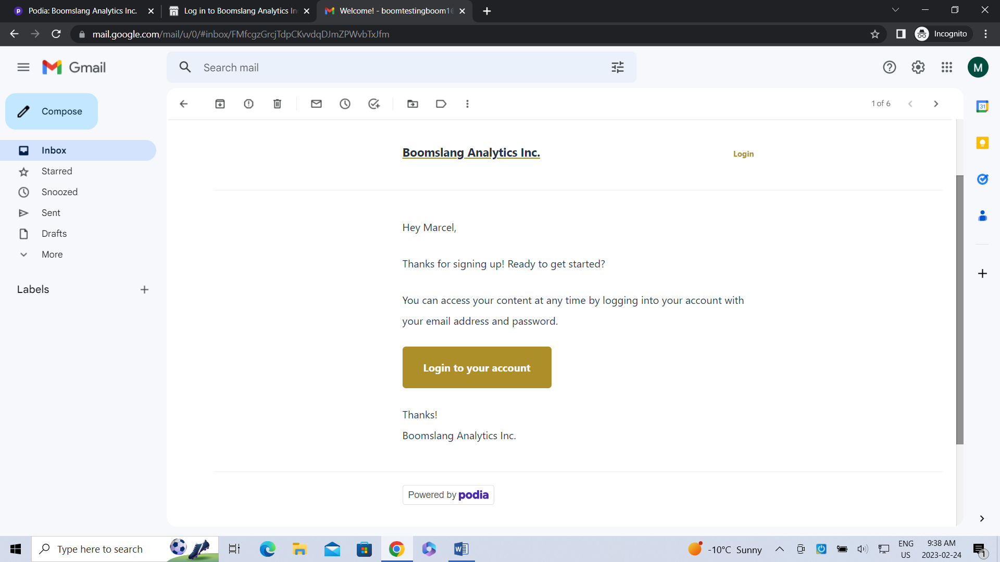 Podia: Boomslang Analytics Inc.
Log in to Boomslang Analytics In
Welcome! - boomtestingboom1@
mail.google.com/mail/u/0/#inbox/FMfcgzGrcjTdpCKvvdqDJmZPWvbTxJfm
Incognito
Gmail
Search mail
M
Compose
1 of 6
31
Inbox
Starred
Snoozed
Sent
Drafts
More
Labels
Boomslang Analytics Inc.
Login
Hey Marcel,
Thanks for signing up! Ready to get started?
You can access your content at any time by logging into your account with
your email address and password.
Login to your account
Thanks!
Boomslang Analytics Inc.
Powered by podia
Type here to search
-10°C Sunny
ENG
US
9:38 AM
2023-02-24
1